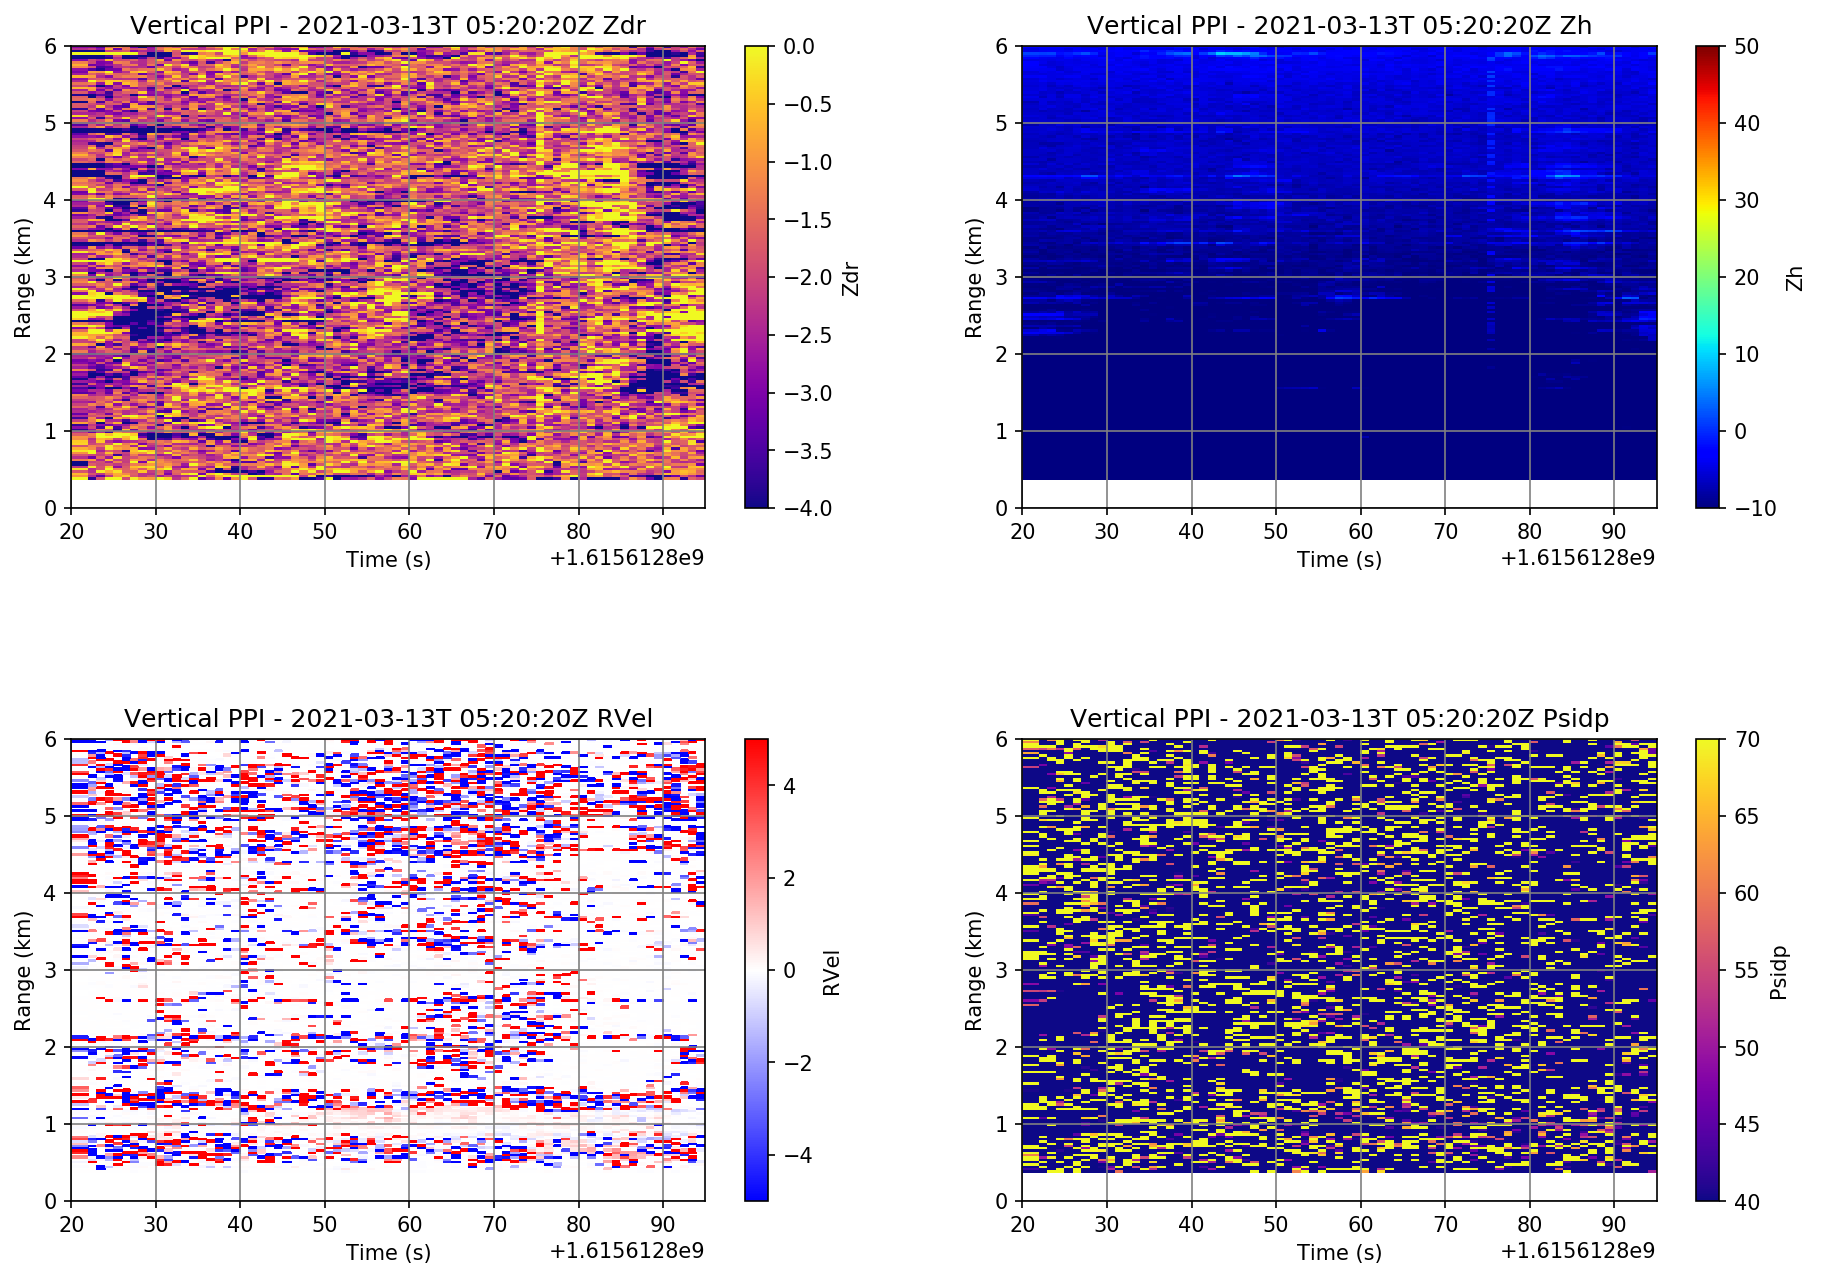 Vertical PPI - 2021-03-13T 05:20:20Z Zdr
6
5
4
3
2
1
0
Range (km)
20 30 40 50 60 70 80 90
Time (s)
+1.6156128e9
0.0
−0.5
−1.0
−1.5
−2.0
−2.5
−3.0
−3.5
−4.0
Zdr
Vertical PPI - 2021-03-13T 05:20:20Z Zh
6
5
4
3
2
1
0
Range (km)
20 30 40 50 60 70 80 90
Time (s)
+1.6156128e9
50
40
30
20
10
0
−10
Zh
Vertical PPI - 2021-03-13T 05:20:20Z RVel
6
5
4
3
2
1
0
Range (km)
20 30 40 50 60 70 80 90
Time (s)
+1.6156128e9
4
2
0
−2
−4
RVel
Vertical PPI - 2021-03-13T 05:20:20Z Psidp
6
5
4
3
2
1
0
Range (km)
20 30 40 50 60 70 80 90
Time (s)
+1.6156128e9
70
65
60
55
50
45
40
Psidp